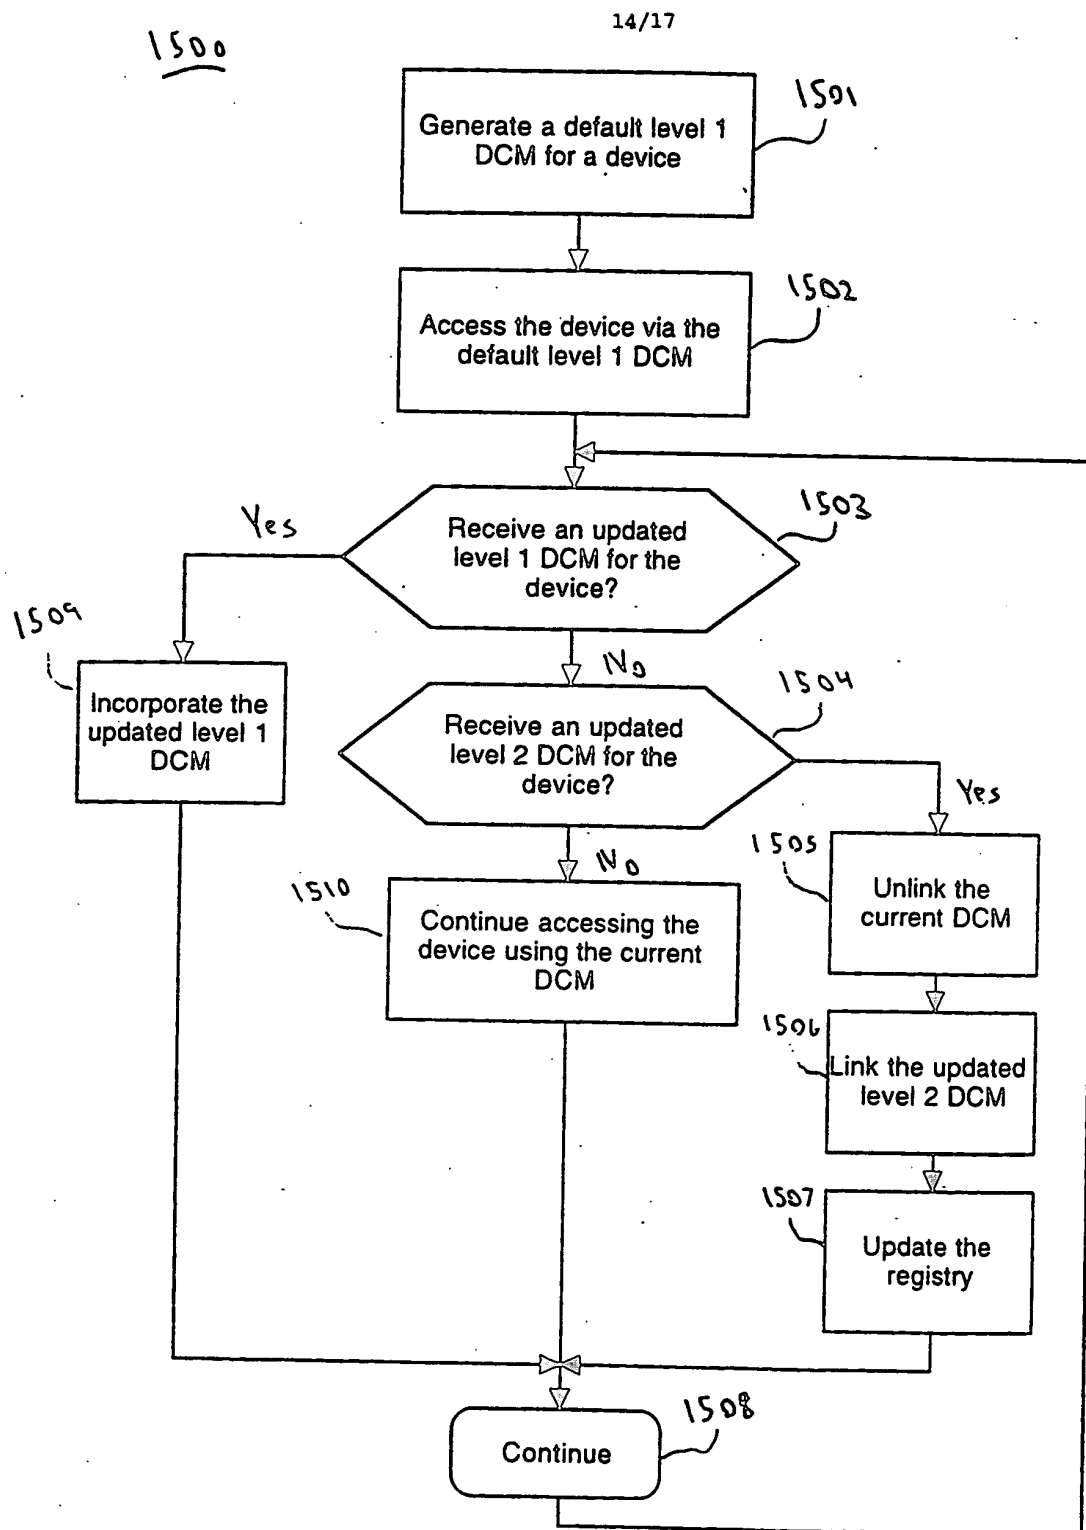 14/17
1500
Generate a default level 1
DCM for a device
1501
Access the device via the
default level 1 DCM
1502
Receive an updated
level 1 DCM for the
device?
1503
Yes
No
1509
Incorporate the
updated level 1
DCM
Receive an updated
level 2 DCM for the
device?
1504
Yes
No
1505
Unlink the
current DCM
1510
Continue accessing the
device using the current
DCM
1506
Link the updated
level 2 DCM
1507
Update the
registry
Continue
1508